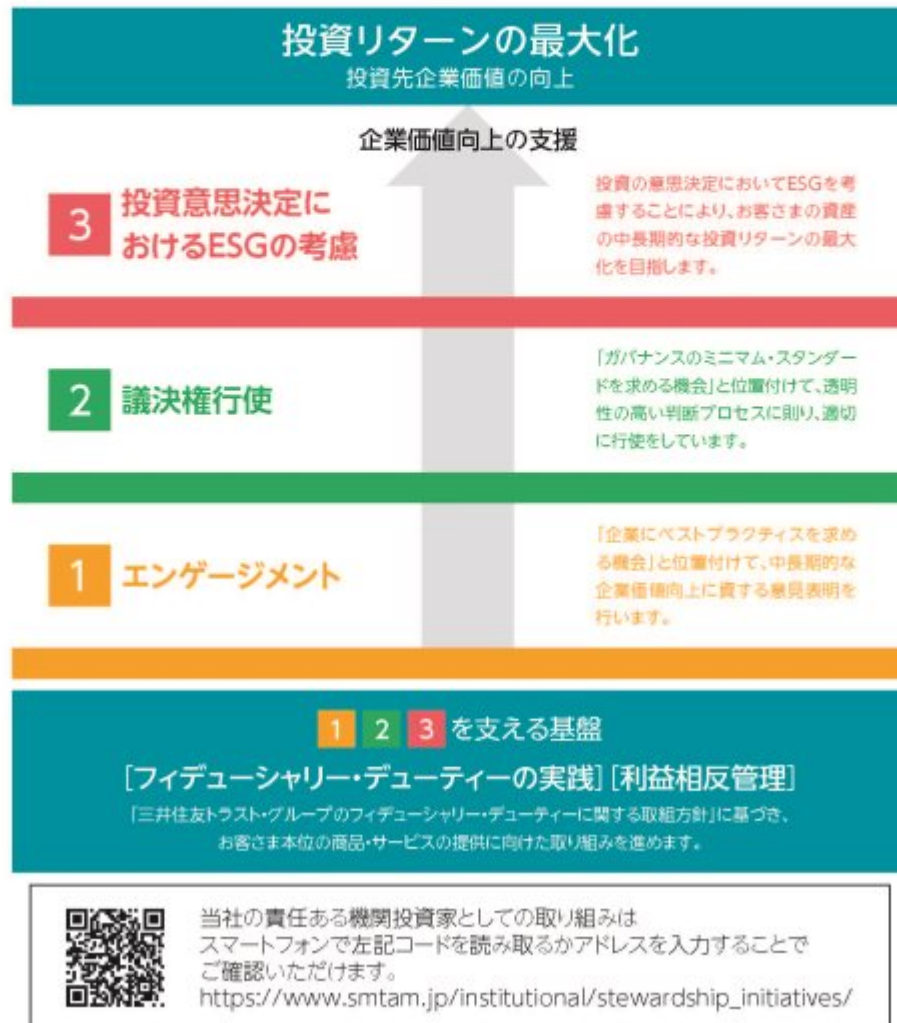 投資リターンの最大化
投資先企業価値の向上
企業価値向上の支援
3
投資意思決定に
おけるESGの考慮
投資の意思決定においてESGを考
慮することにより、お客さまの資産
の中長期的な投資リターンの最大
化を目指します。
2
議決権行使
「ガバナンスのミニマム・スタンダー
ドを求める機会」と位置付けて、透明
性の高い判断プロセスに則り、適切
に行使をしています。
1
エンゲージメント
「企業にベストプラクティスを求め
る機会」と位置付けて、中長期的な
企業価値向上に資する意見表明を
行います。
1 2 3 を支える基盤
[フィデューシャリー・デューティーの実践] [利益相反管理]
「三井住友トラスト・グループのフィデューシャリー・デューティーに関する取組方針」に基づき、
お客さま本位の商品・サービスの提供に向けた取り組みを進めます。
当社の責任ある機関投資家としての取り組みは
スマートフォンで左記コードを読み取るかアドレスを入力することで
ご確認いただけます。
https://www.smtam.jp/institutional/stewardship_initiatives/